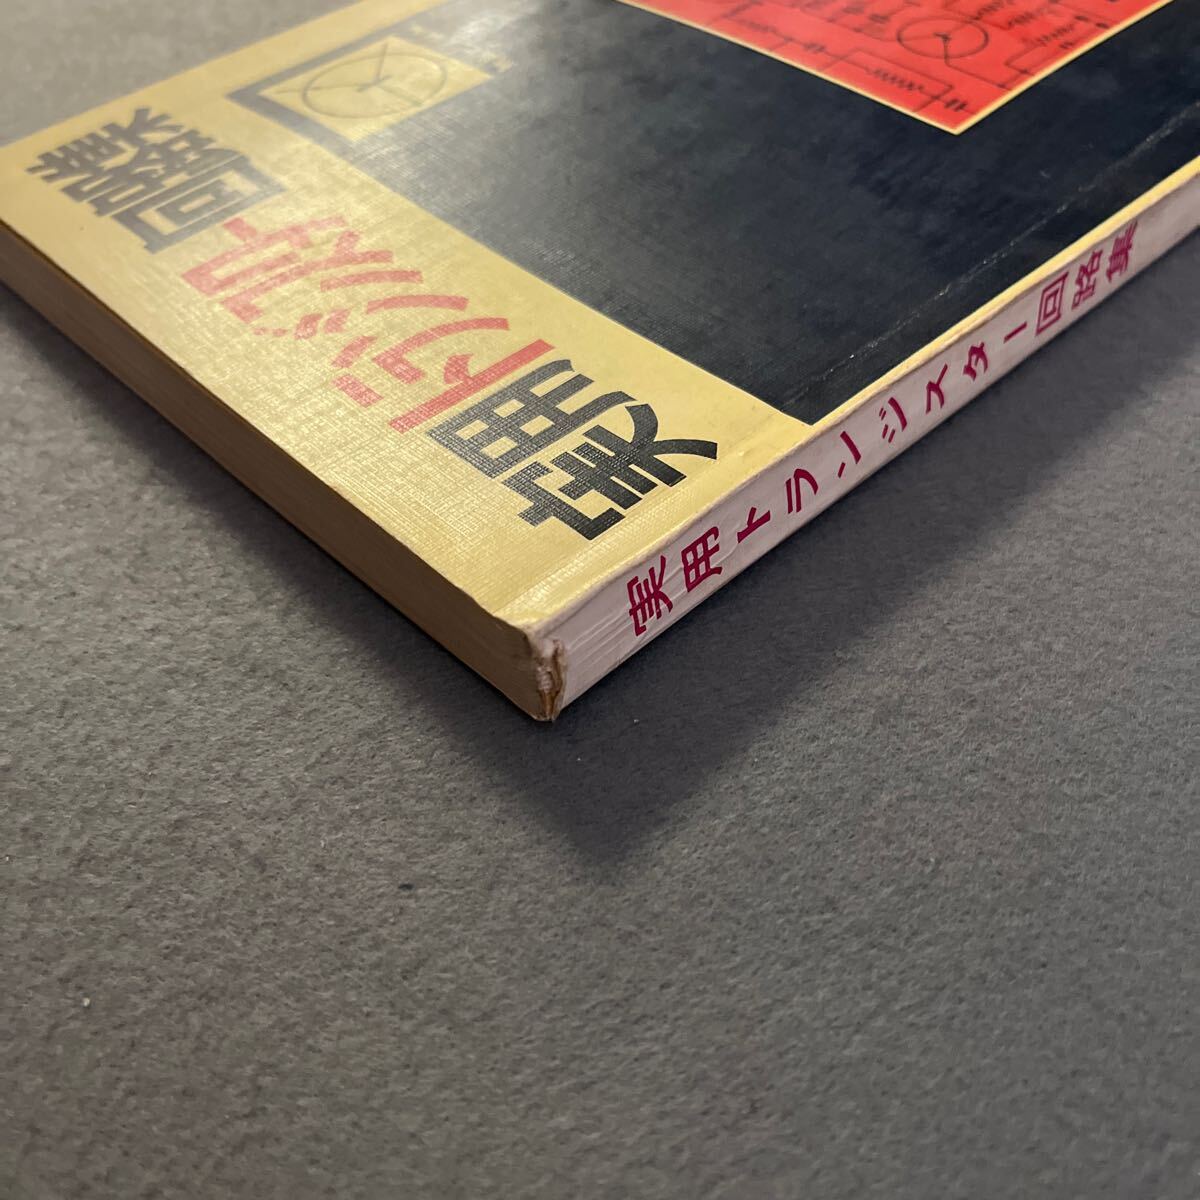 実用
トランジスター
回路集
実用トランジスター回路集